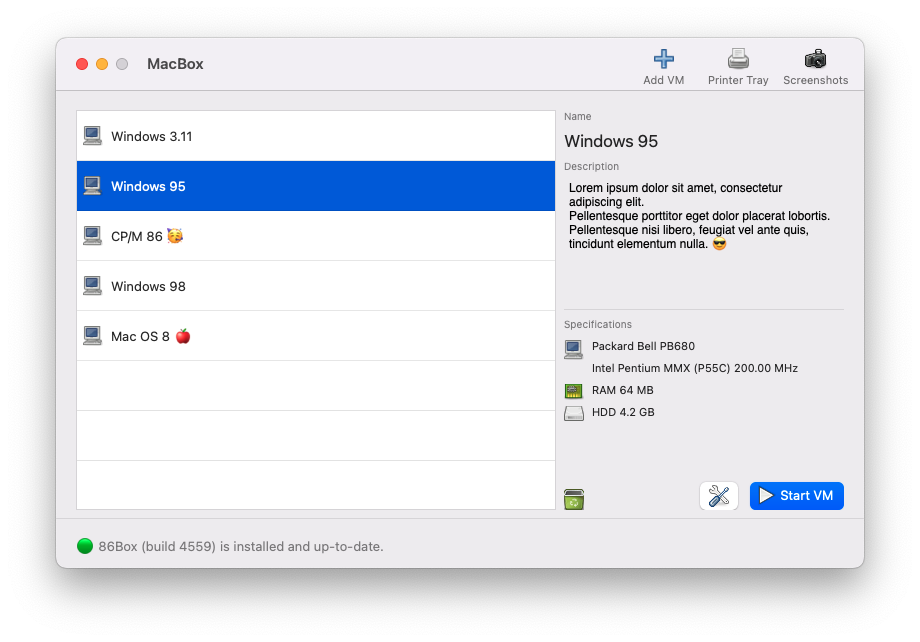 MacBox
Add VM
Printer Tray
Screenshots
Windows 3.11
Windows 95
CP/M 86 🥳
Windows 98
Mac OS 8 🍎
Name
Windows 95
Description
Lorem ipsum dolor sit amet, consectetur
adipiscing elit.
Pellentesque porttitor eget dolor placerat lobortis.
Pellentesque nisi libero, feugiat vel ante quis,
tincidunt elementum nulla. 😎
Specifications
Packard Bell PB680
Intel Pentium MMX (P55C) 200.00 MHz
RAM 64 MB
HDD 4.2 GB
Start VM
86Box (build 4559) is installed and up-to-date.